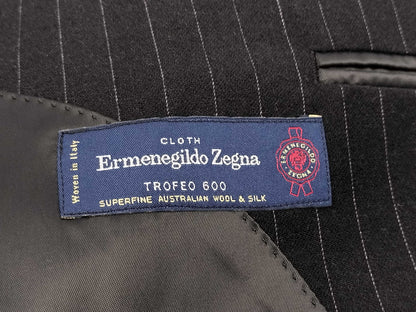 Woven in Italy
CLOTH
Ermenegildo Zegna
TROFEO 600
SUPERFINE AUSTRALIAN WOOL & SILK
ERMENEGILDO
ZEGNA